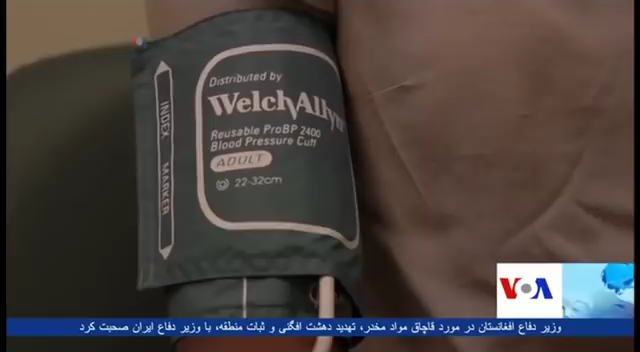 Distributed by
WelchAllyn
Reusable ProBP 2400
Blood Pressure Cuff
ADULT
22-32cm
INDEX MARKER
VOA
وزیر دفاع افغانستان در مورد قاچاق مواد مخدر، تهدید دهشت افگنی و ثبات منطقه، با وزیر دفاع ایران صحبت کرد